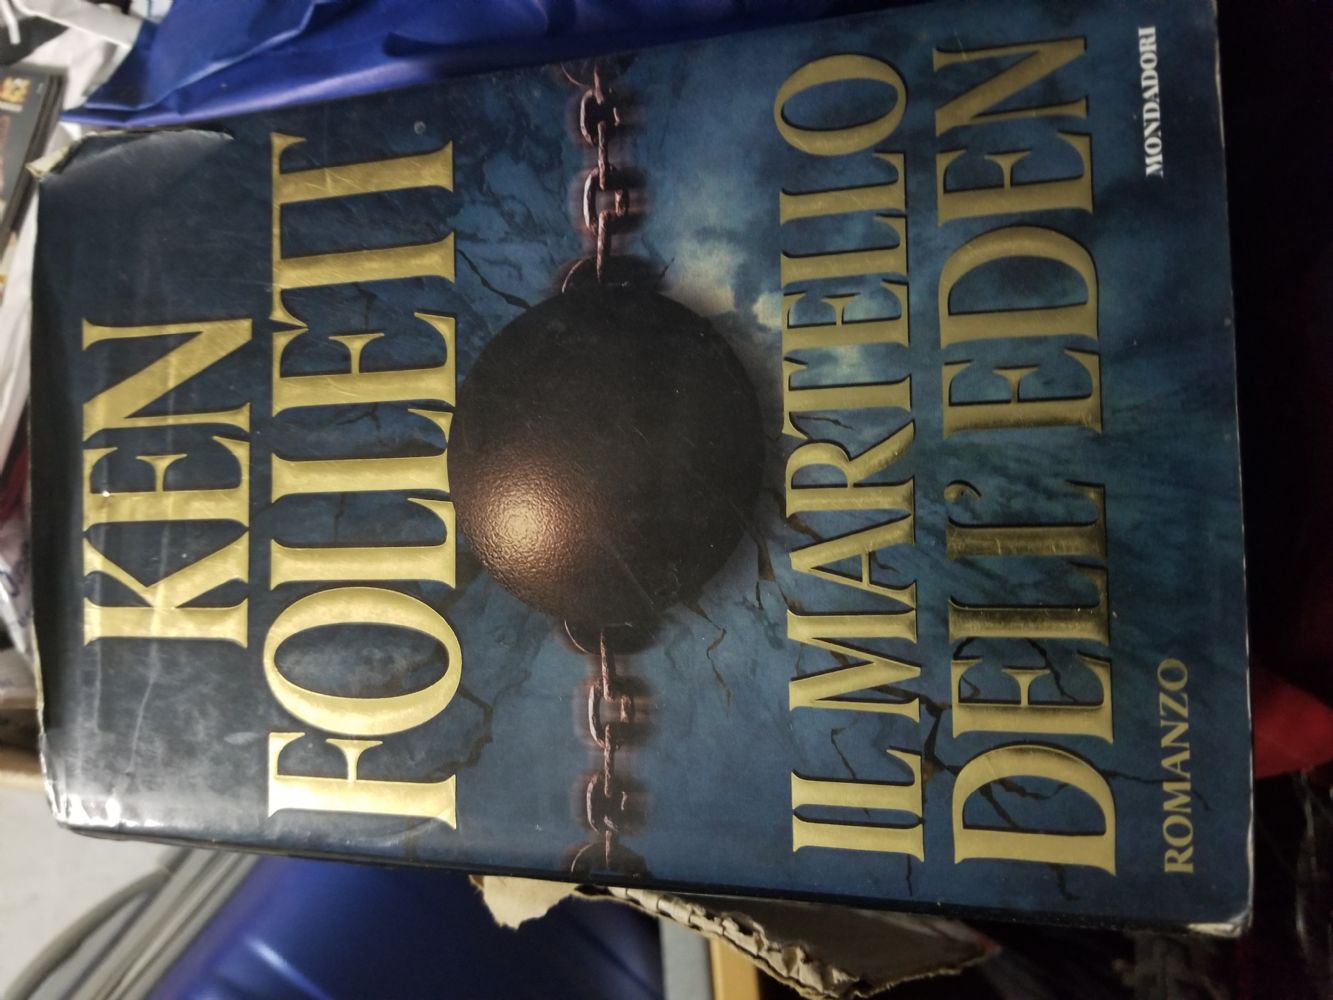 KEN
FOLLETT
IL MARTELLO
DELL'EDEN
ROMANZO
MONDADORI